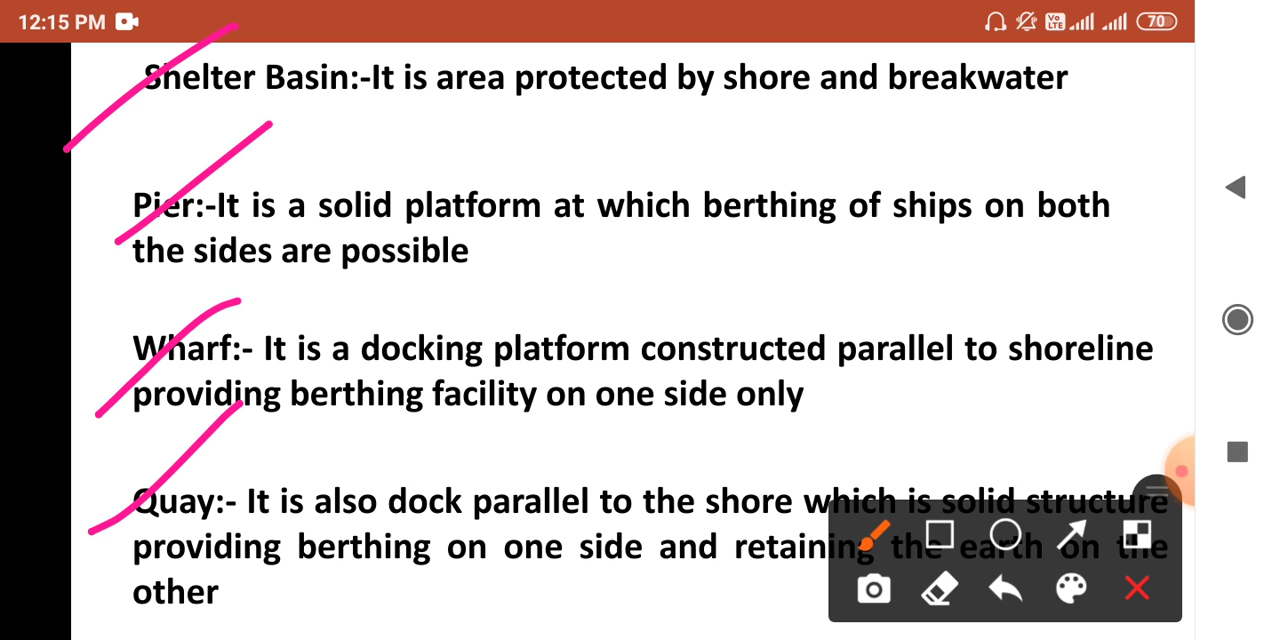 12:15 PM Vo LTE 70
Shelter Basin:-It is area protected by shore and breakwater
Pier:-It is a solid platform at which berthing of ships on both
the sides are possible
Wharf:- It is a docking platform constructed parallel to shoreline
providing berthing facility on one side only
Quay:- It is also dock parallel to the shore which is solid structure
providing berthing on one side and retaining the earth on the
other